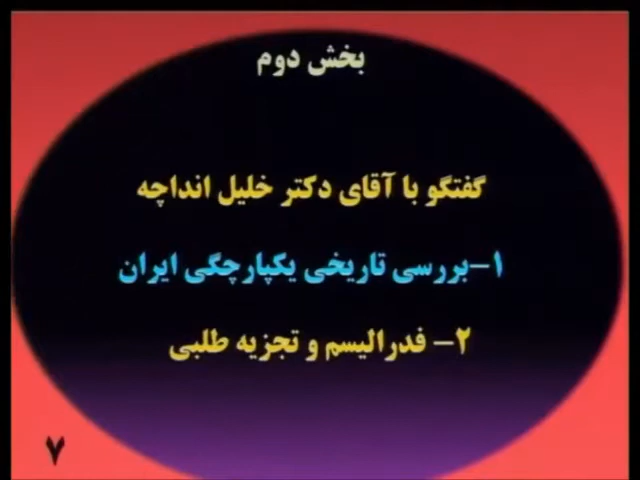 بخش دوم
گفتگو با آقای دکتر خلیل انداچه
۱-بررسی تاریخی یکپارچگی ایران
۲- فدرالیسم و تجزیه طلبی
۷